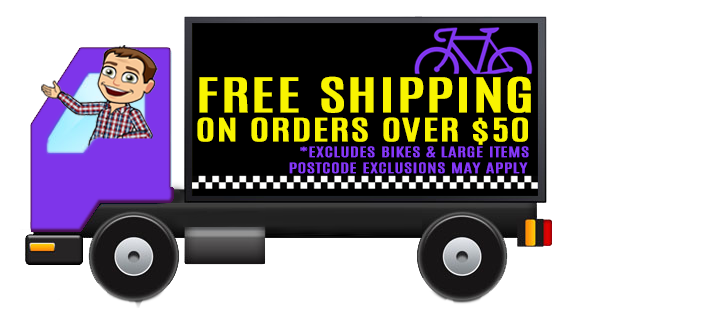 FREE SHIPPING
ON ORDERS OVER $50
*EXCLUDES BIKES & LARGE ITEMS
POSTCODE EXCLUSIONS MAY APPLY